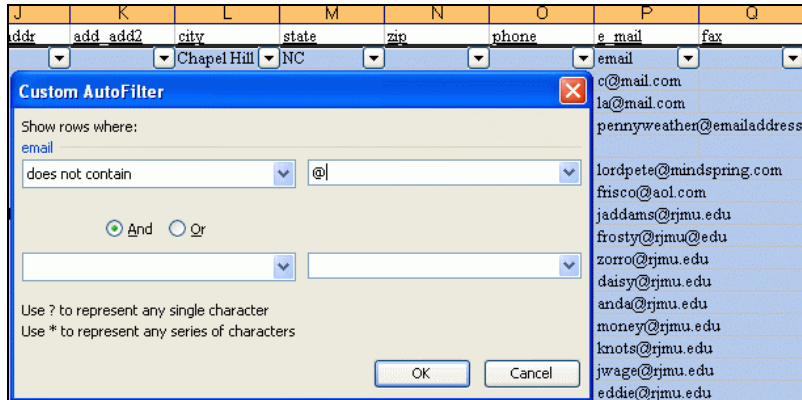 J K L M N O P Q
addr add_add2 city state zip phone e_mail fax
Chapel Hill NC email
Custom AutoFilter
c@mail.com
la@mail.com
Show rows where:
pennyweather@emailaddress
email
does not contain @
lordpete@mindspring.com
frisco@aol.com
jaddams@rjmu.edu
And Or
frosty@rjmu@edu
zorro@rjmu.edu
daisy@rjmu.edu
anda@rjmu.edu
Use ? to represent any single character
money@rjmu.edu
Use * to represent any series of characters
knots@rjmu.edu
OK Cancel
jwage@rjmu.edu
eddie@rjmu.edu